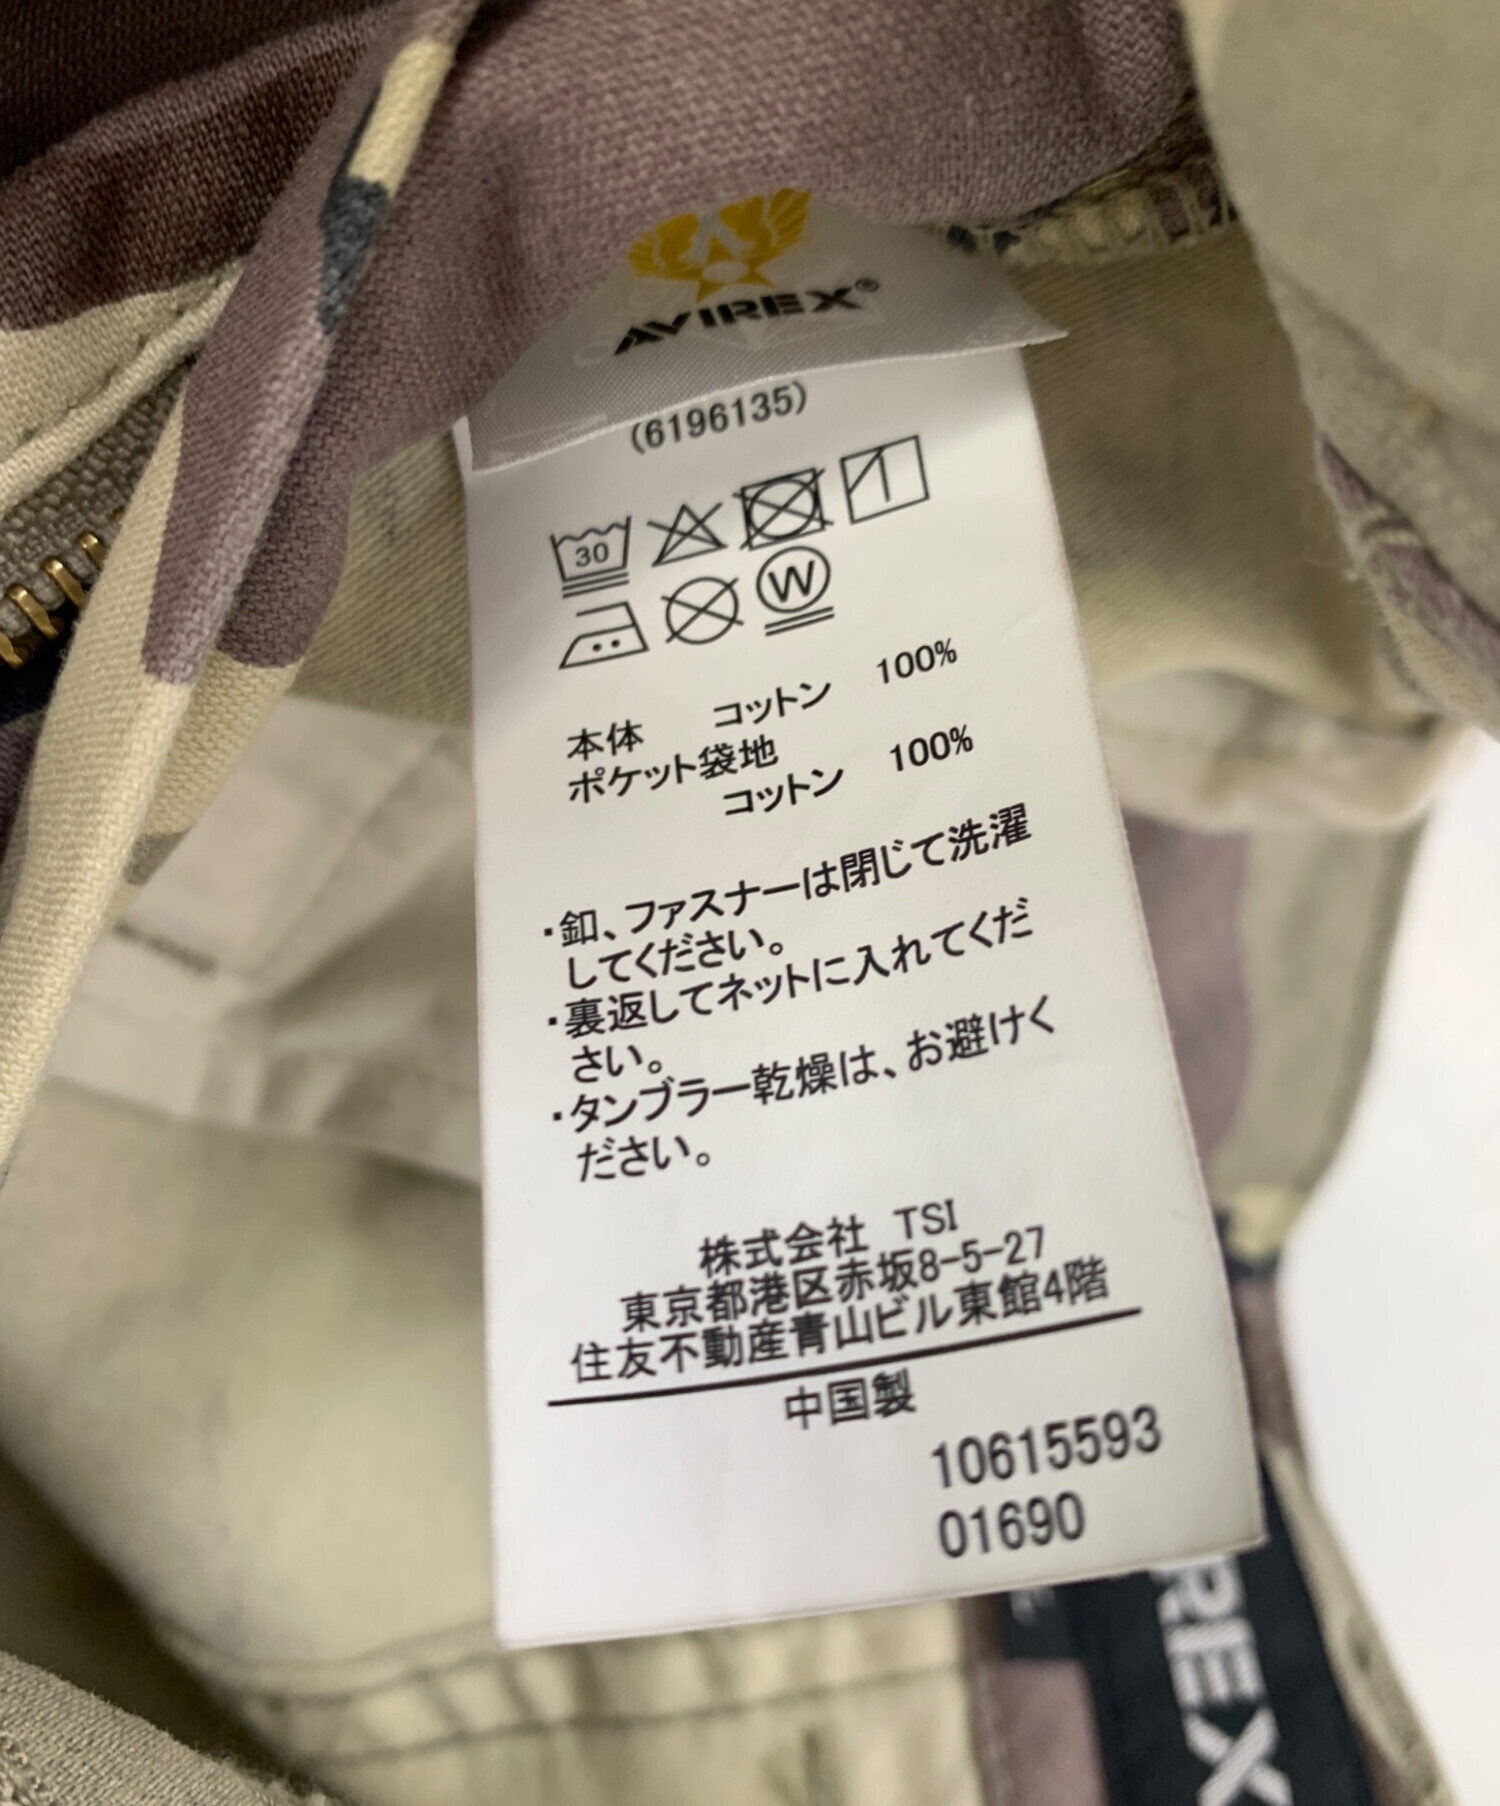 AVIREX®
(6196135)
30
W
本体 コットン 100%
ポケット袋地
コットン 100%
・釦、ファスナーは閉じて洗濯
してください。
・裏返してネットに入れてくだ
さい。
・タンブラー乾燥は、お避けく
ださい。
株式会社 TSI
東京都港区赤坂8-5-27
住友不動産青山ビル東館4階
中国製
10615593
01690
REX